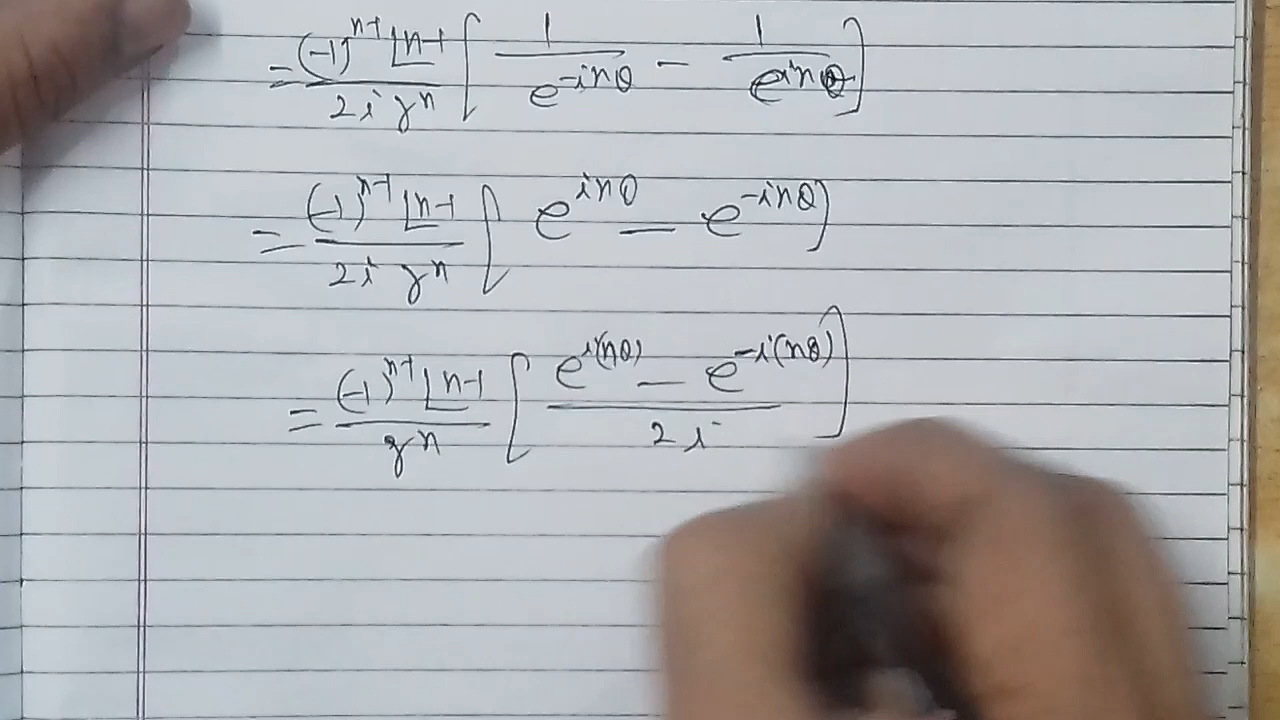 = (-1)^{n-1} ⌊n-1 / 2i r^n [ 1 / e^{-inθ} - 1 / e^{inθ} ]
= (-1)^{n-1} ⌊n-1 / 2i r^n [ e^{inθ} - e^{-inθ} ]
= (-1)^{n-1} ⌊n-1 / r^n [ e^{i(nθ)} - e^{-i(nθ)} / 2i ]